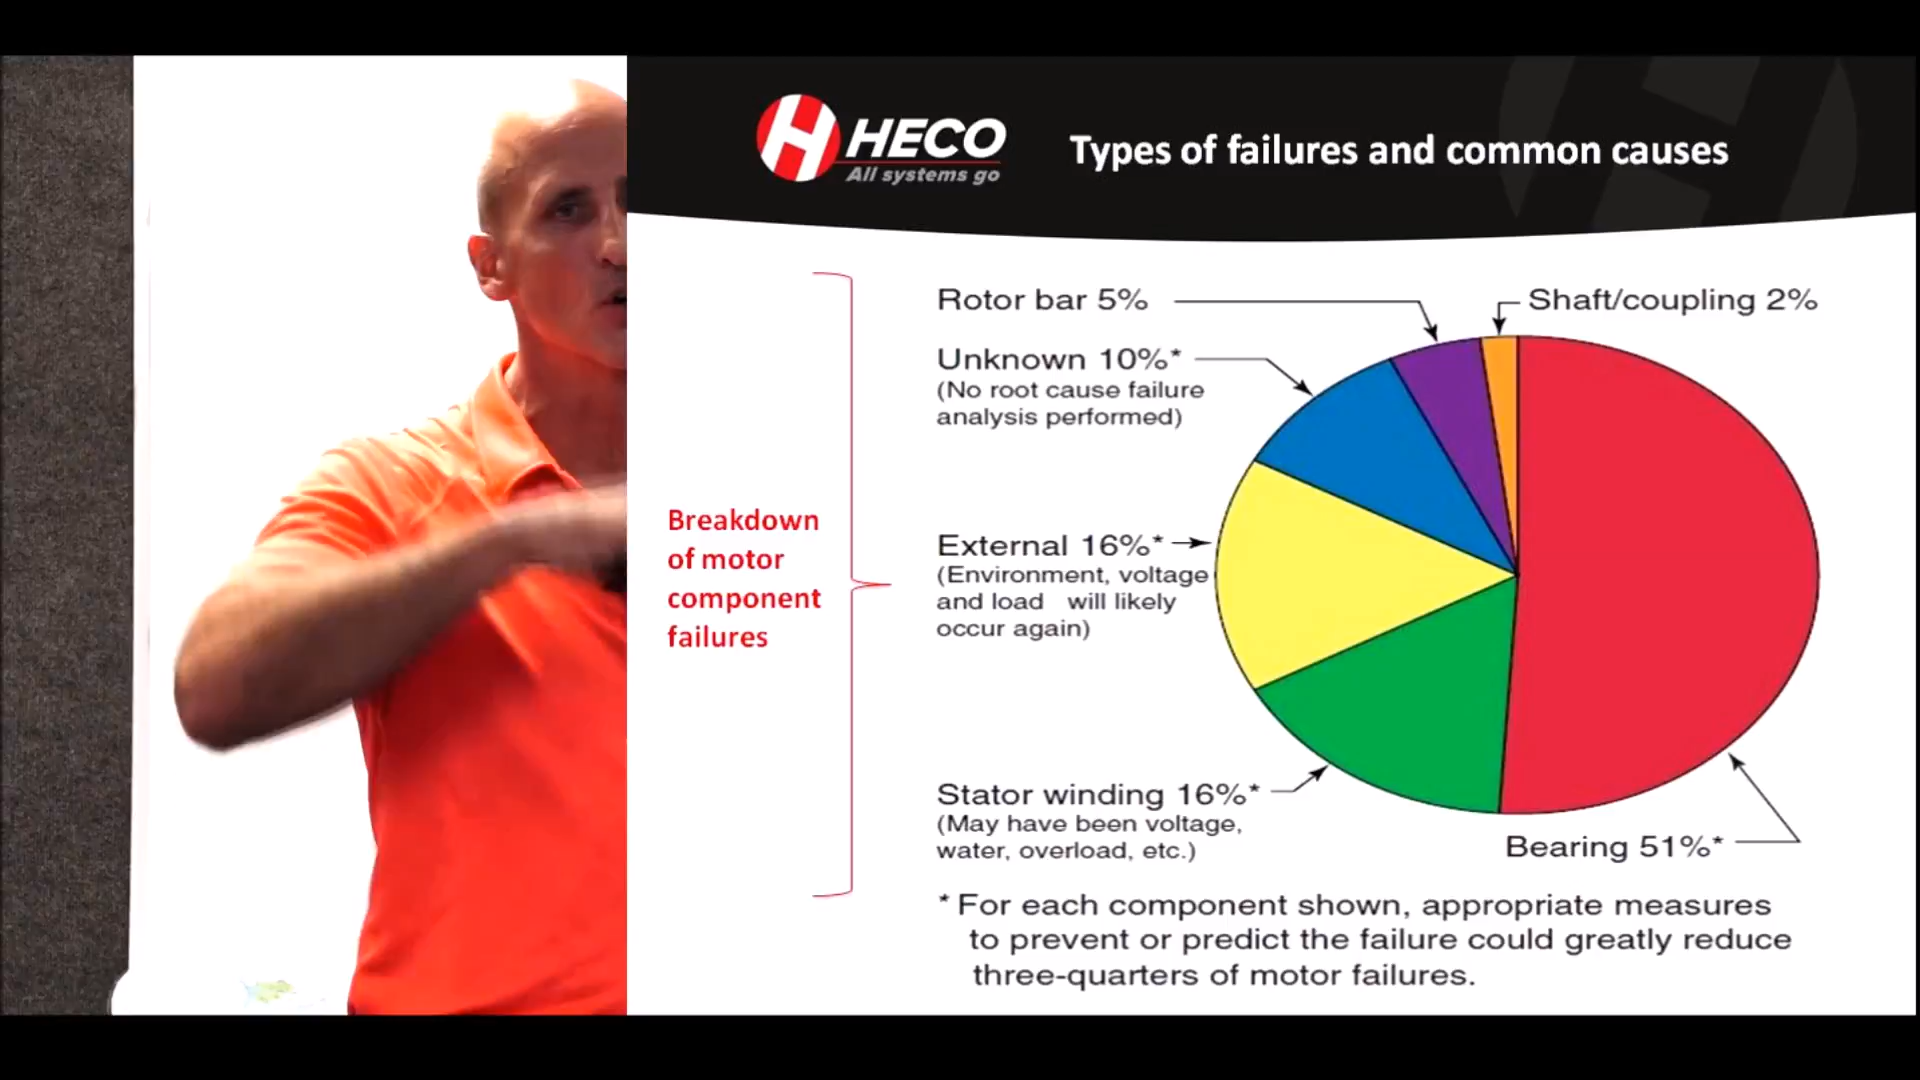 HECO
All systems go
Types of failures and common causes
Breakdown
of motor
component
failures
Rotor bar 5%
Shaft/coupling 2%
Unknown 10%*
(No root cause failure
analysis performed)
External 16%*
(Environment, voltage
and load will likely
occur again)
Stator winding 16%*
(May have been voltage,
water, overload, etc.)
Bearing 51%*
* For each component shown, appropriate measures
to prevent or predict the failure could greatly reduce
three-quarters of motor failures.